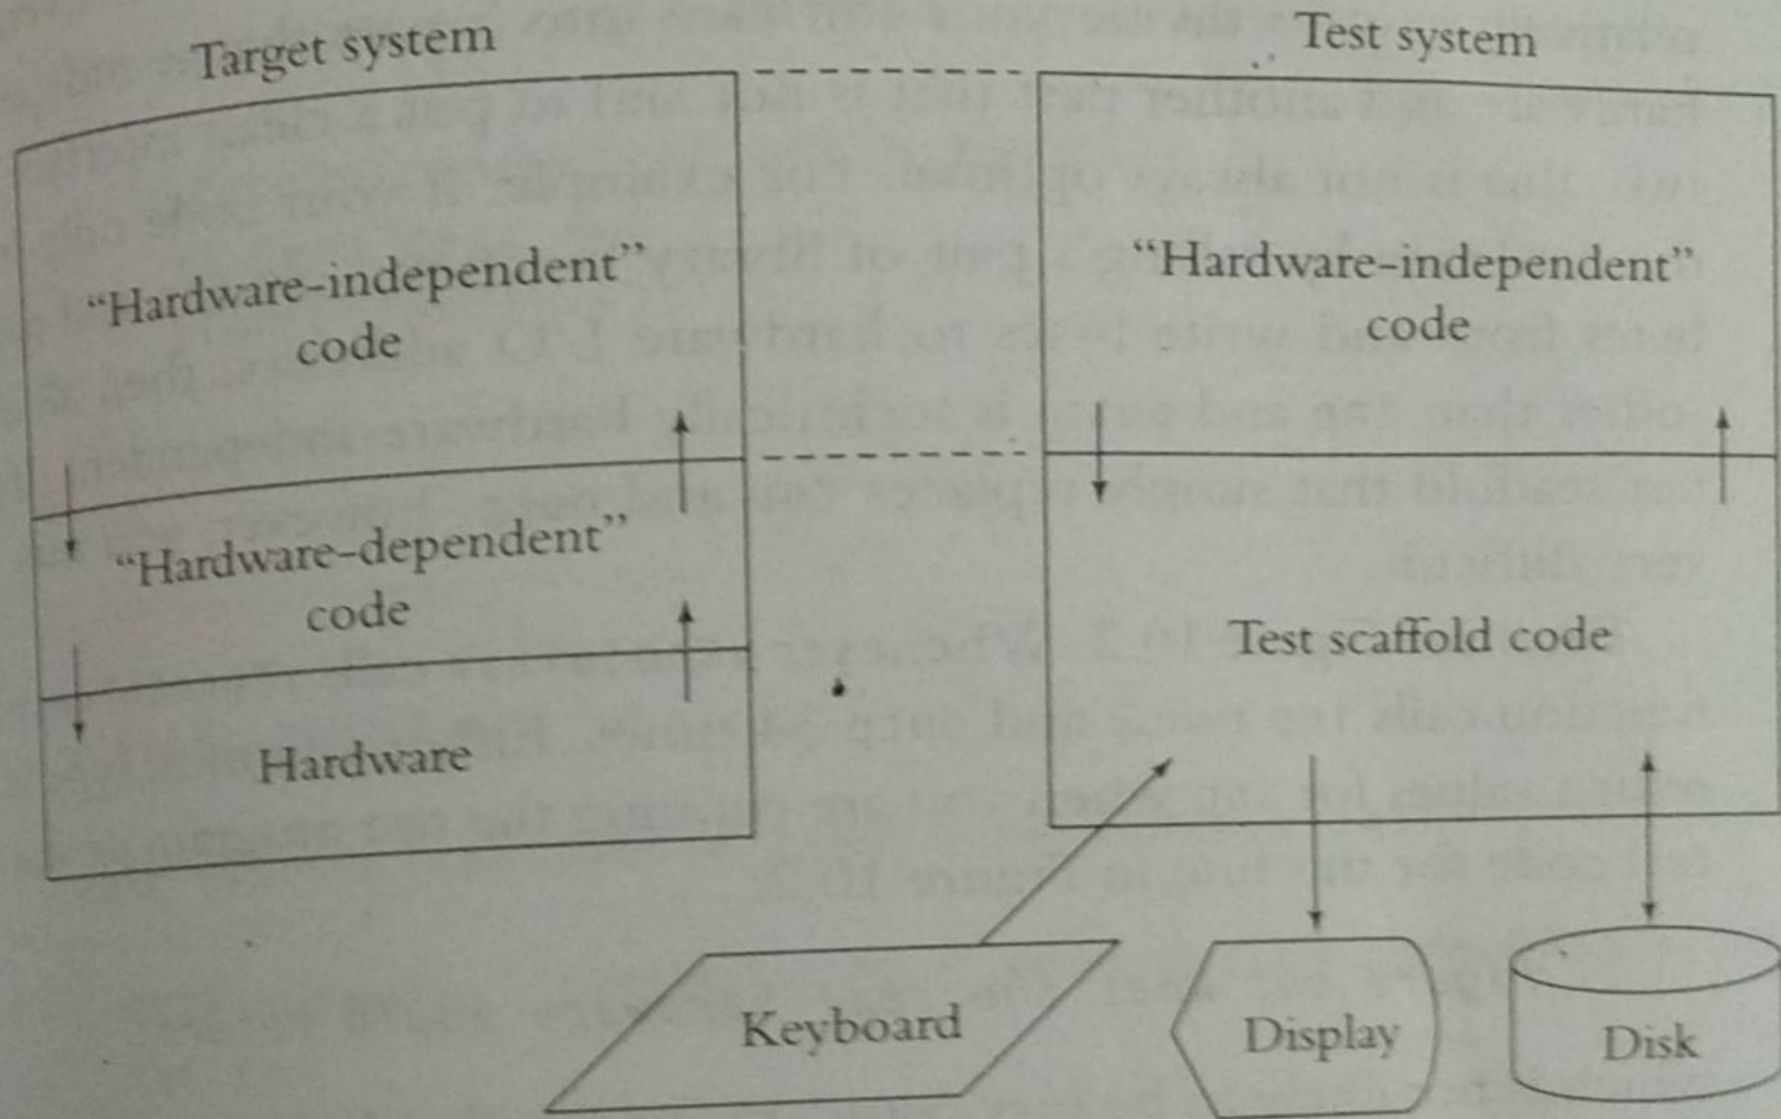 Target system
Test system
“Hardware-independent”
code
“Hardware-independent”
code
“Hardware-dependent”
code
Test scaffold code
Hardware
Keyboard
Display
Disk